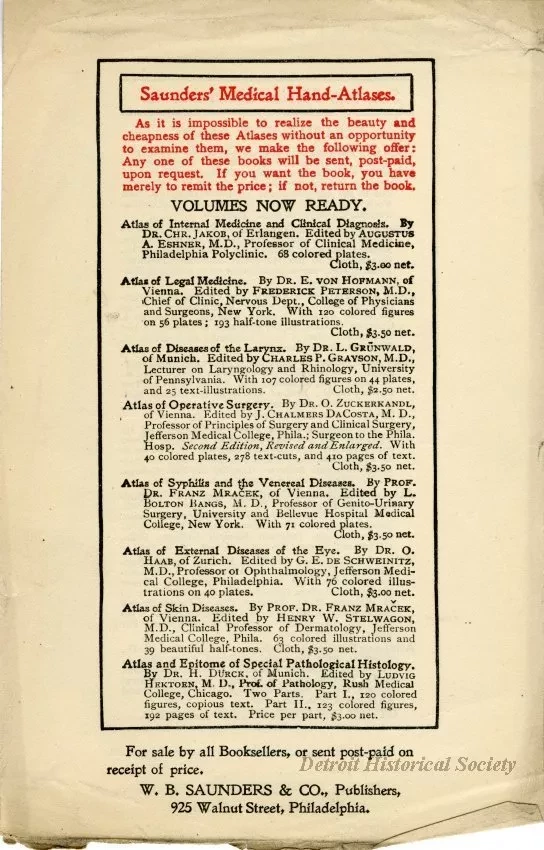 Saunders' Medical Hand-Atlases.
As it is impossible to realize the beauty and
cheapness of these Atlases without an opportunity
to examine them, we make the following offer:
Any one of these books will be sent, post-paid,
upon request. If you want the book, you have
merely to remit the price; if not, return the book.
VOLUMES NOW READY.
Atlas of Internal Medicine and Clinical Diagnosis. By
DR. CHR. JAKOB, of Erlangen. Edited by AUGUSTUS
A. ESHNER, M.D., Professor of Clinical Medicine,
Philadelphia Polyclinic. 68 colored plates.
Cloth, $3.00 net.
Atlas of Legal Medicine. By DR. E. VON HOFMANN, of
Vienna. Edited by FREDERICK PETERSON, M.D.,
Chief of Clinic, Nervous Dept., College of Physicians
and Surgeons, New York. With 120 colored figures
on 56 plates; 193 half-tone illustrations.
Cloth, $3.50 net.
Atlas of Diseases of the Larynx. By DR. L. GRÜNWALD,
of Munich. Edited by CHARLES P. GRAYSON, M.D.,
Lecturer on Laryngology and Rhinology, University
of Pennsylvania. With 107 colored figures on 44 plates,
and 25 text-illustrations. Cloth, $2.50 net.
Atlas of Operative Surgery. By DR. O. ZUCKERKANDL,
of Vienna. Edited by J. CHALMERS DACOSTA, M. D.,
Professor of Principles of Surgery and Clinical Surgery,
Jefferson Medical College, Phila.; Surgeon to the Phila.
Hosp. Second Edition, Revised and Enlarged. With
40 colored plates, 278 text-cuts, and 410 pages of text.
Cloth, $3.50 net.
Atlas of Syphilis and the Venereal Diseases. By PROF.
DR. FRANZ MRAČEK, of Vienna. Edited by L.
BOLTON BANGS, M. D., Professor of Genito-Urinary
Surgery, University and Bellevue Hospital Medical
College, New York. With 71 colored plates.
Cloth, $3.50 net.
Atlas of External Diseases of the Eye. By DR. O.
HAAB, of Zurich. Edited by G. E. DE SCHWEINITZ,
M.D., Professor of Ophthalmology, Jefferson Medi-
cal College, Philadelphia. With 76 colored illus-
trations on 40 plates. Cloth, $3.00 net.
Atlas of Skin Diseases. By PROF. DR. FRANZ MRAČEK,
of Vienna. Edited by HENRY W. STELWAGON,
M.D., Clinical Professor of Dermatology, Jefferson
Medical College, Phila. 63 colored illustrations and
39 beautiful half-tones. Cloth, $3.50 net.
Atlas and Epitome of Special Pathological Histology.
By DR. H. DÜRCK, of Munich. Edited by LUDVIG
HEKTOEN, M. D., Prof. of Pathology, Rush Medical
College, Chicago. Two Parts. Part I., 120 colored
figures, copious text. Part II., 123 colored figures,
192 pages of text. Price per part, $3.00 net.
For sale by all Booksellers, or sent post-paid on
receipt of price.
Detroit Historical Society
W. B. SAUNDERS & CO., Publishers,
925 Walnut Street, Philadelphia.